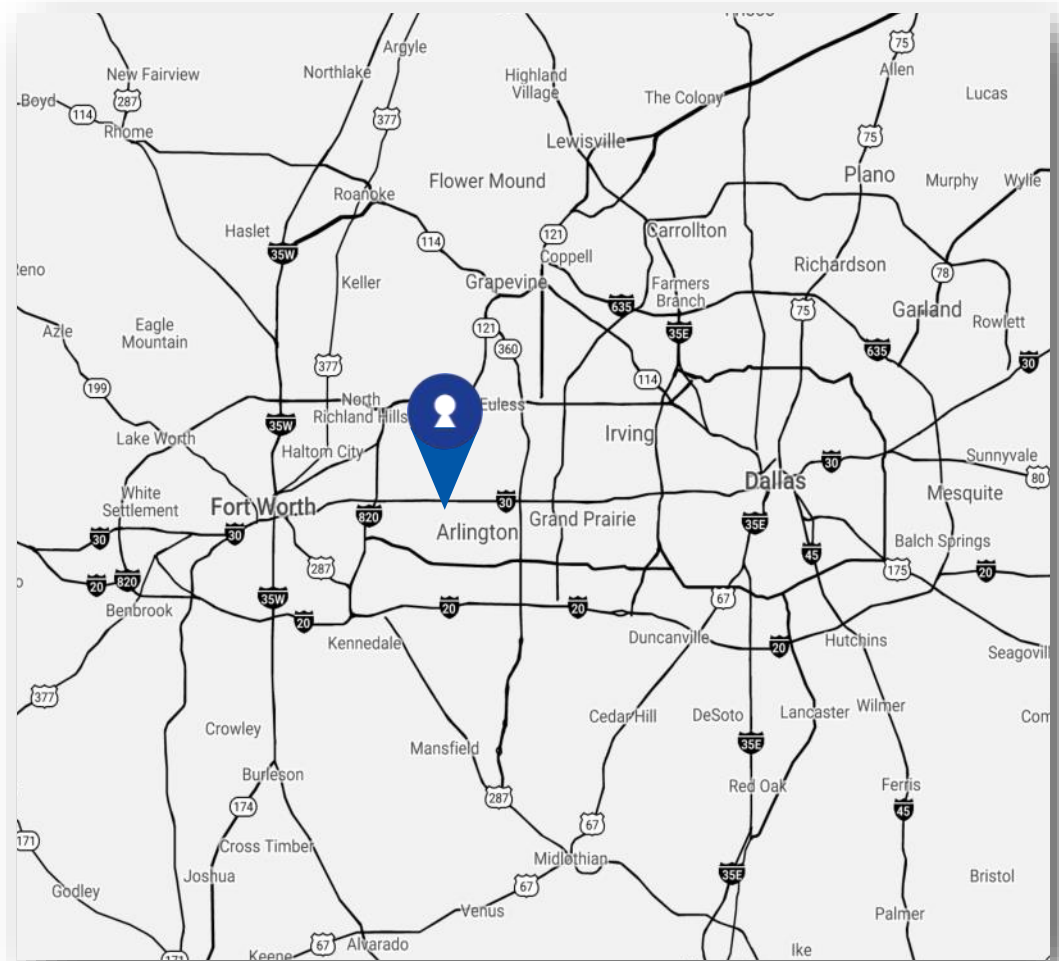 75
Argyle
Allen
New Fairview
Northlake
Highland
Village
Lucas
The Colony
Boyd
287
114
377
Rhome
75
Lewisville
Plano
Murphy
Wylie
Flower Mound
Roanoke
Haslet
114
121
Carrollton
35W
Coppell
Richardson
78
Keller
Grapevine
Farmers
Branch
635
75
Garland
Rowlett
Azle
Eagle
Mountain
121
360
35E
635
30
377
199
114
North
Richland Hills
Euless
35W
Lake Worth
Haltom City
Irving
Sunnyvale
80
30
Dallas
White
Settlement
Fort Worth
820
30
Arlington
Grand Prairie
Mesquite
35E
30
30
45
Balch Springs
287
175
20
820
20
35W
67
Benbrook
20
20
20
Kennedale
Duncanville
20
Hutchins
377
Crowley
Cedar Hill
DeSoto
Lancaster
Wilmer
Mansfield
35E
Burleson
287
Red Oak
Ferris
174
45
171
67
Cross Timber
Midlothian
35E
Joshua
Godley
67
Bristol
Venus
Palmer
67
Alvarado
Keene
171
Ike